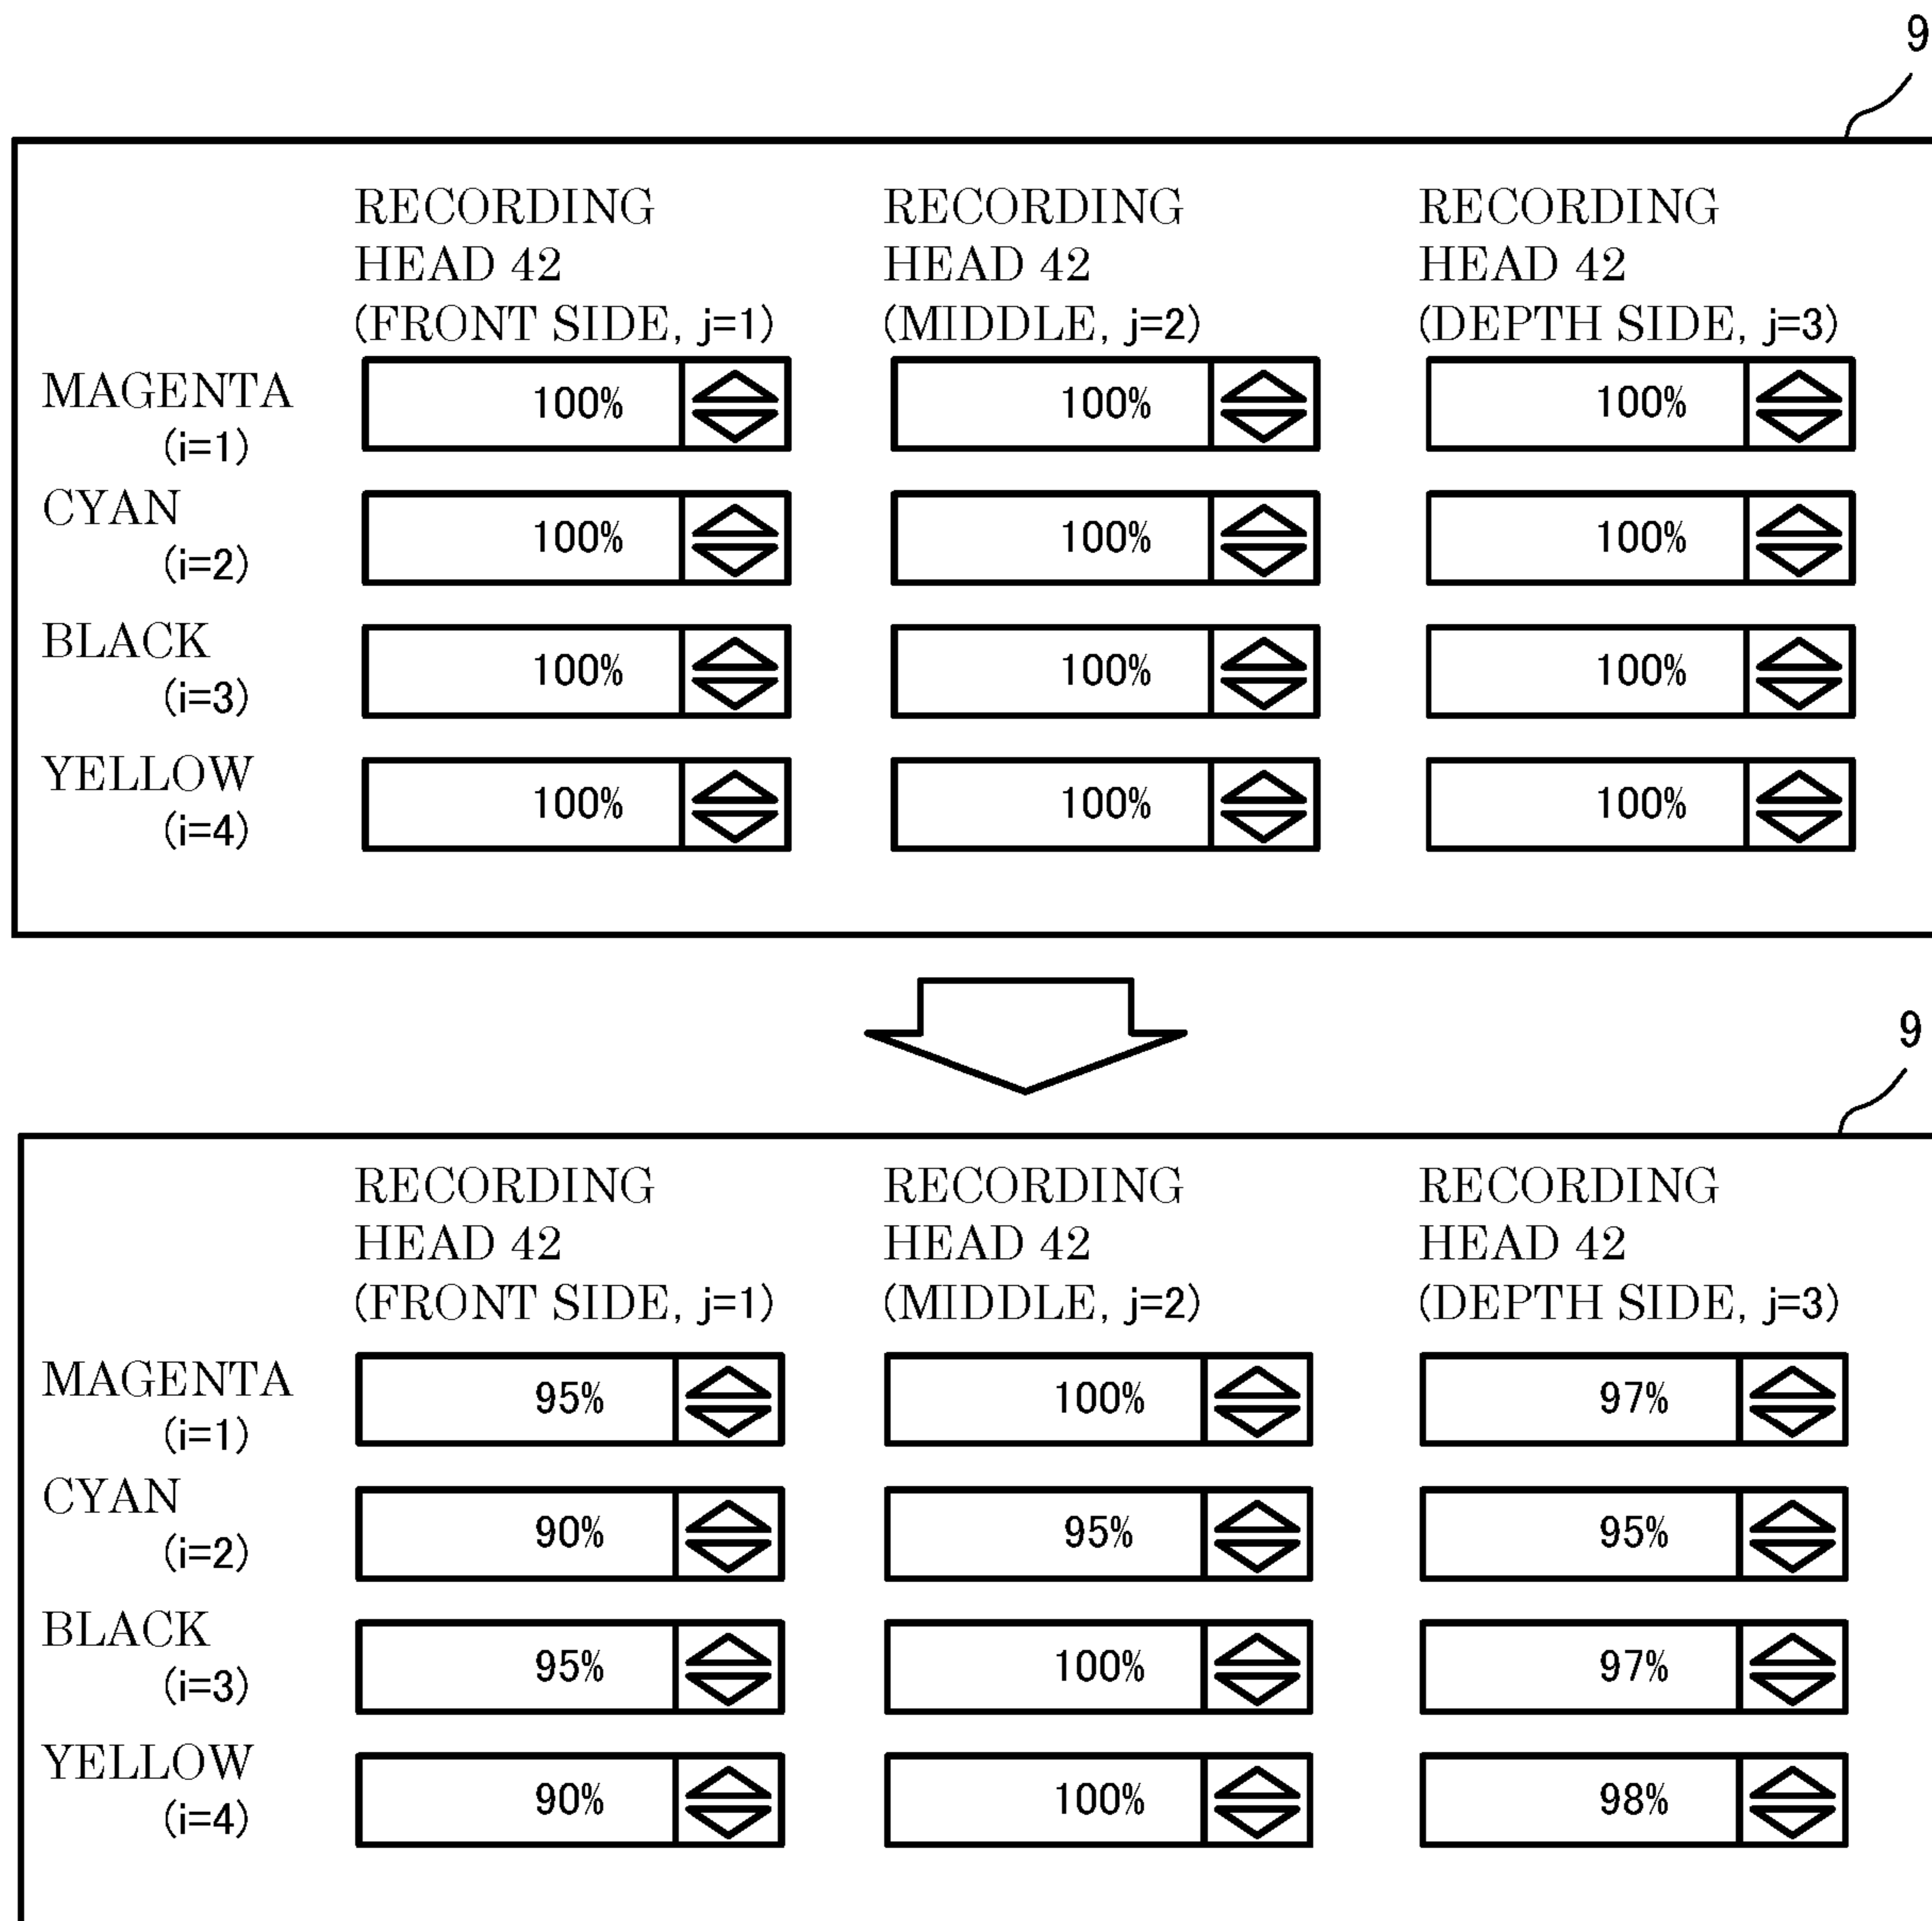 9
RECORDING RECORDING RECORDING
HEAD 42 HEAD 42 HEAD 42
(FRONT SIDE, j=1) (MIDDLE, j=2) (DEPTH SIDE, j=3)
MAGENTA 100% 100% 100%
(i=1)
CYAN 100% 100% 100%
(i=2)
BLACK 100% 100% 100%
(i=3)
YELLOW 100% 100% 100%
(i=4)
9
RECORDING RECORDING RECORDING
HEAD 42 HEAD 42 HEAD 42
(FRONT SIDE, j=1) (MIDDLE, j=2) (DEPTH SIDE, j=3)
MAGENTA 95% 100% 97%
(i=1)
CYAN 90% 95% 95%
(i=2)
BLACK 95% 100% 97%
(i=3)
YELLOW 90% 100% 98%
(i=4)